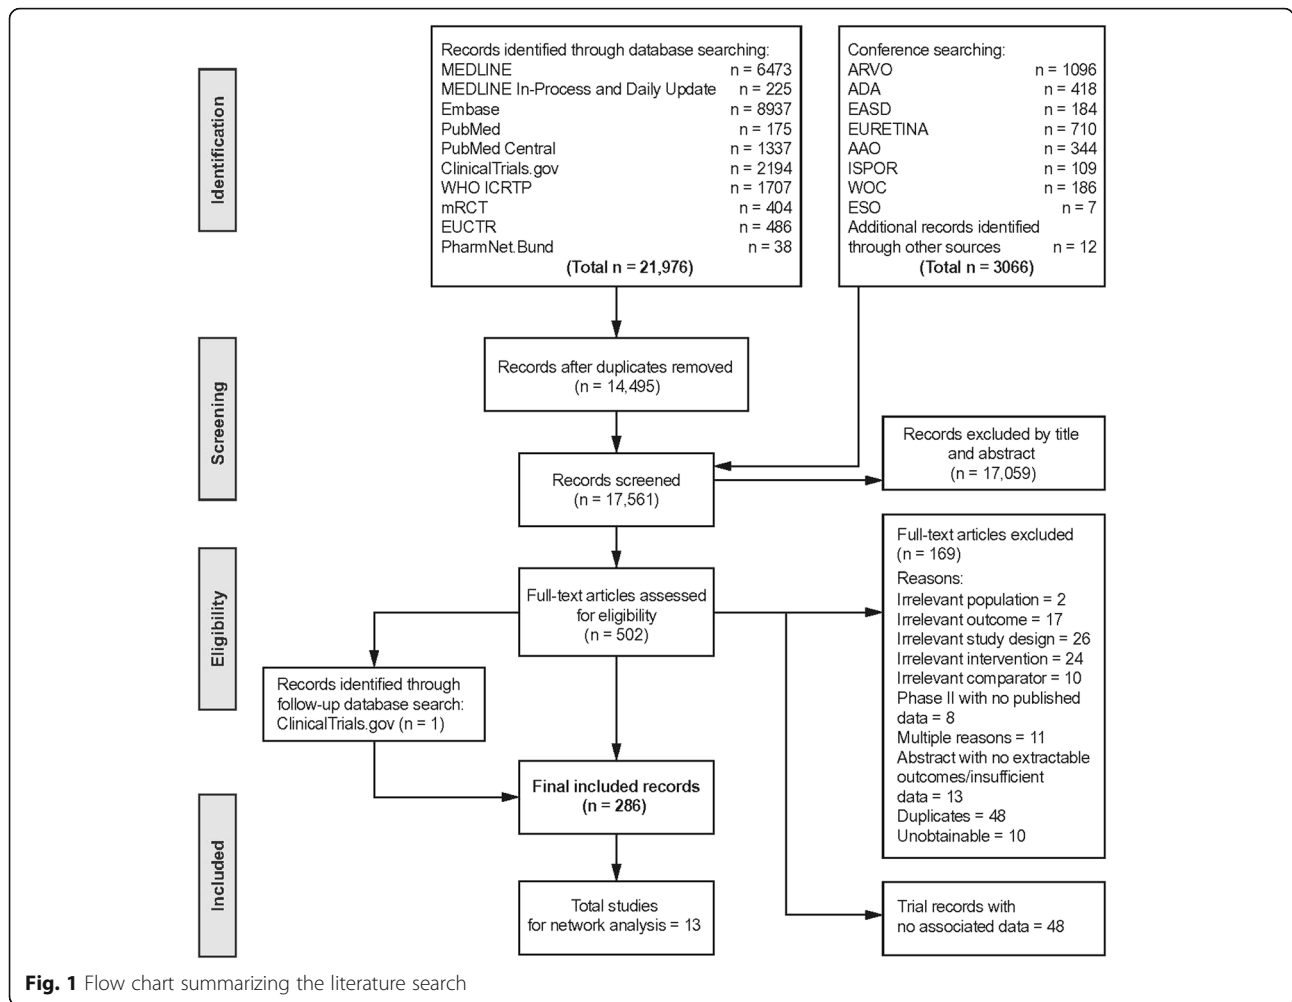 Identification
Records identified through database searching:
MEDLINE n = 6473
MEDLINE In-Process and Daily Update n = 225
Embase n = 8937
PubMed n = 175
PubMed Central n = 1337
ClinicalTrials.gov n = 2194
WHO ICRTP n = 1707
mRCT n = 404
EUCTR n = 486
PharmNet.Bund n = 38
(Total n = 21,976)
Conference searching:
ARVO n = 1096
ADA n = 418
EASD n = 184
EURETINA n = 710
AAO n = 344
ISPOR n = 109
WOC n = 186
ESO n = 7
Additional records identified
through other sources n = 12
(Total n = 3066)
Screening
Records after duplicates removed
(n = 14,495)
Records screened
(n = 17,561)
Records excluded by title
and abstract
(n = 17,059)
Eligibility
Full-text articles assessed
for eligibility
(n = 502)
Full-text articles excluded
(n = 169)
Reasons:
Irrelevant population = 2
Irrelevant outcome = 17
Irrelevant study design = 26
Irrelevant intervention = 24
Irrelevant comparator = 10
Phase II with no published
data = 8
Multiple reasons = 11
Abstract with no extractable
outcomes/insufficient
data = 13
Duplicates = 48
Unobtainable = 10
Records identified through
follow-up database search:
ClinicalTrials.gov (n = 1)
Included
Final included records
(n = 286)
Total studies
for network analysis = 13
Trial records with
no associated data = 48
Fig. 1 Flow chart summarizing the literature search